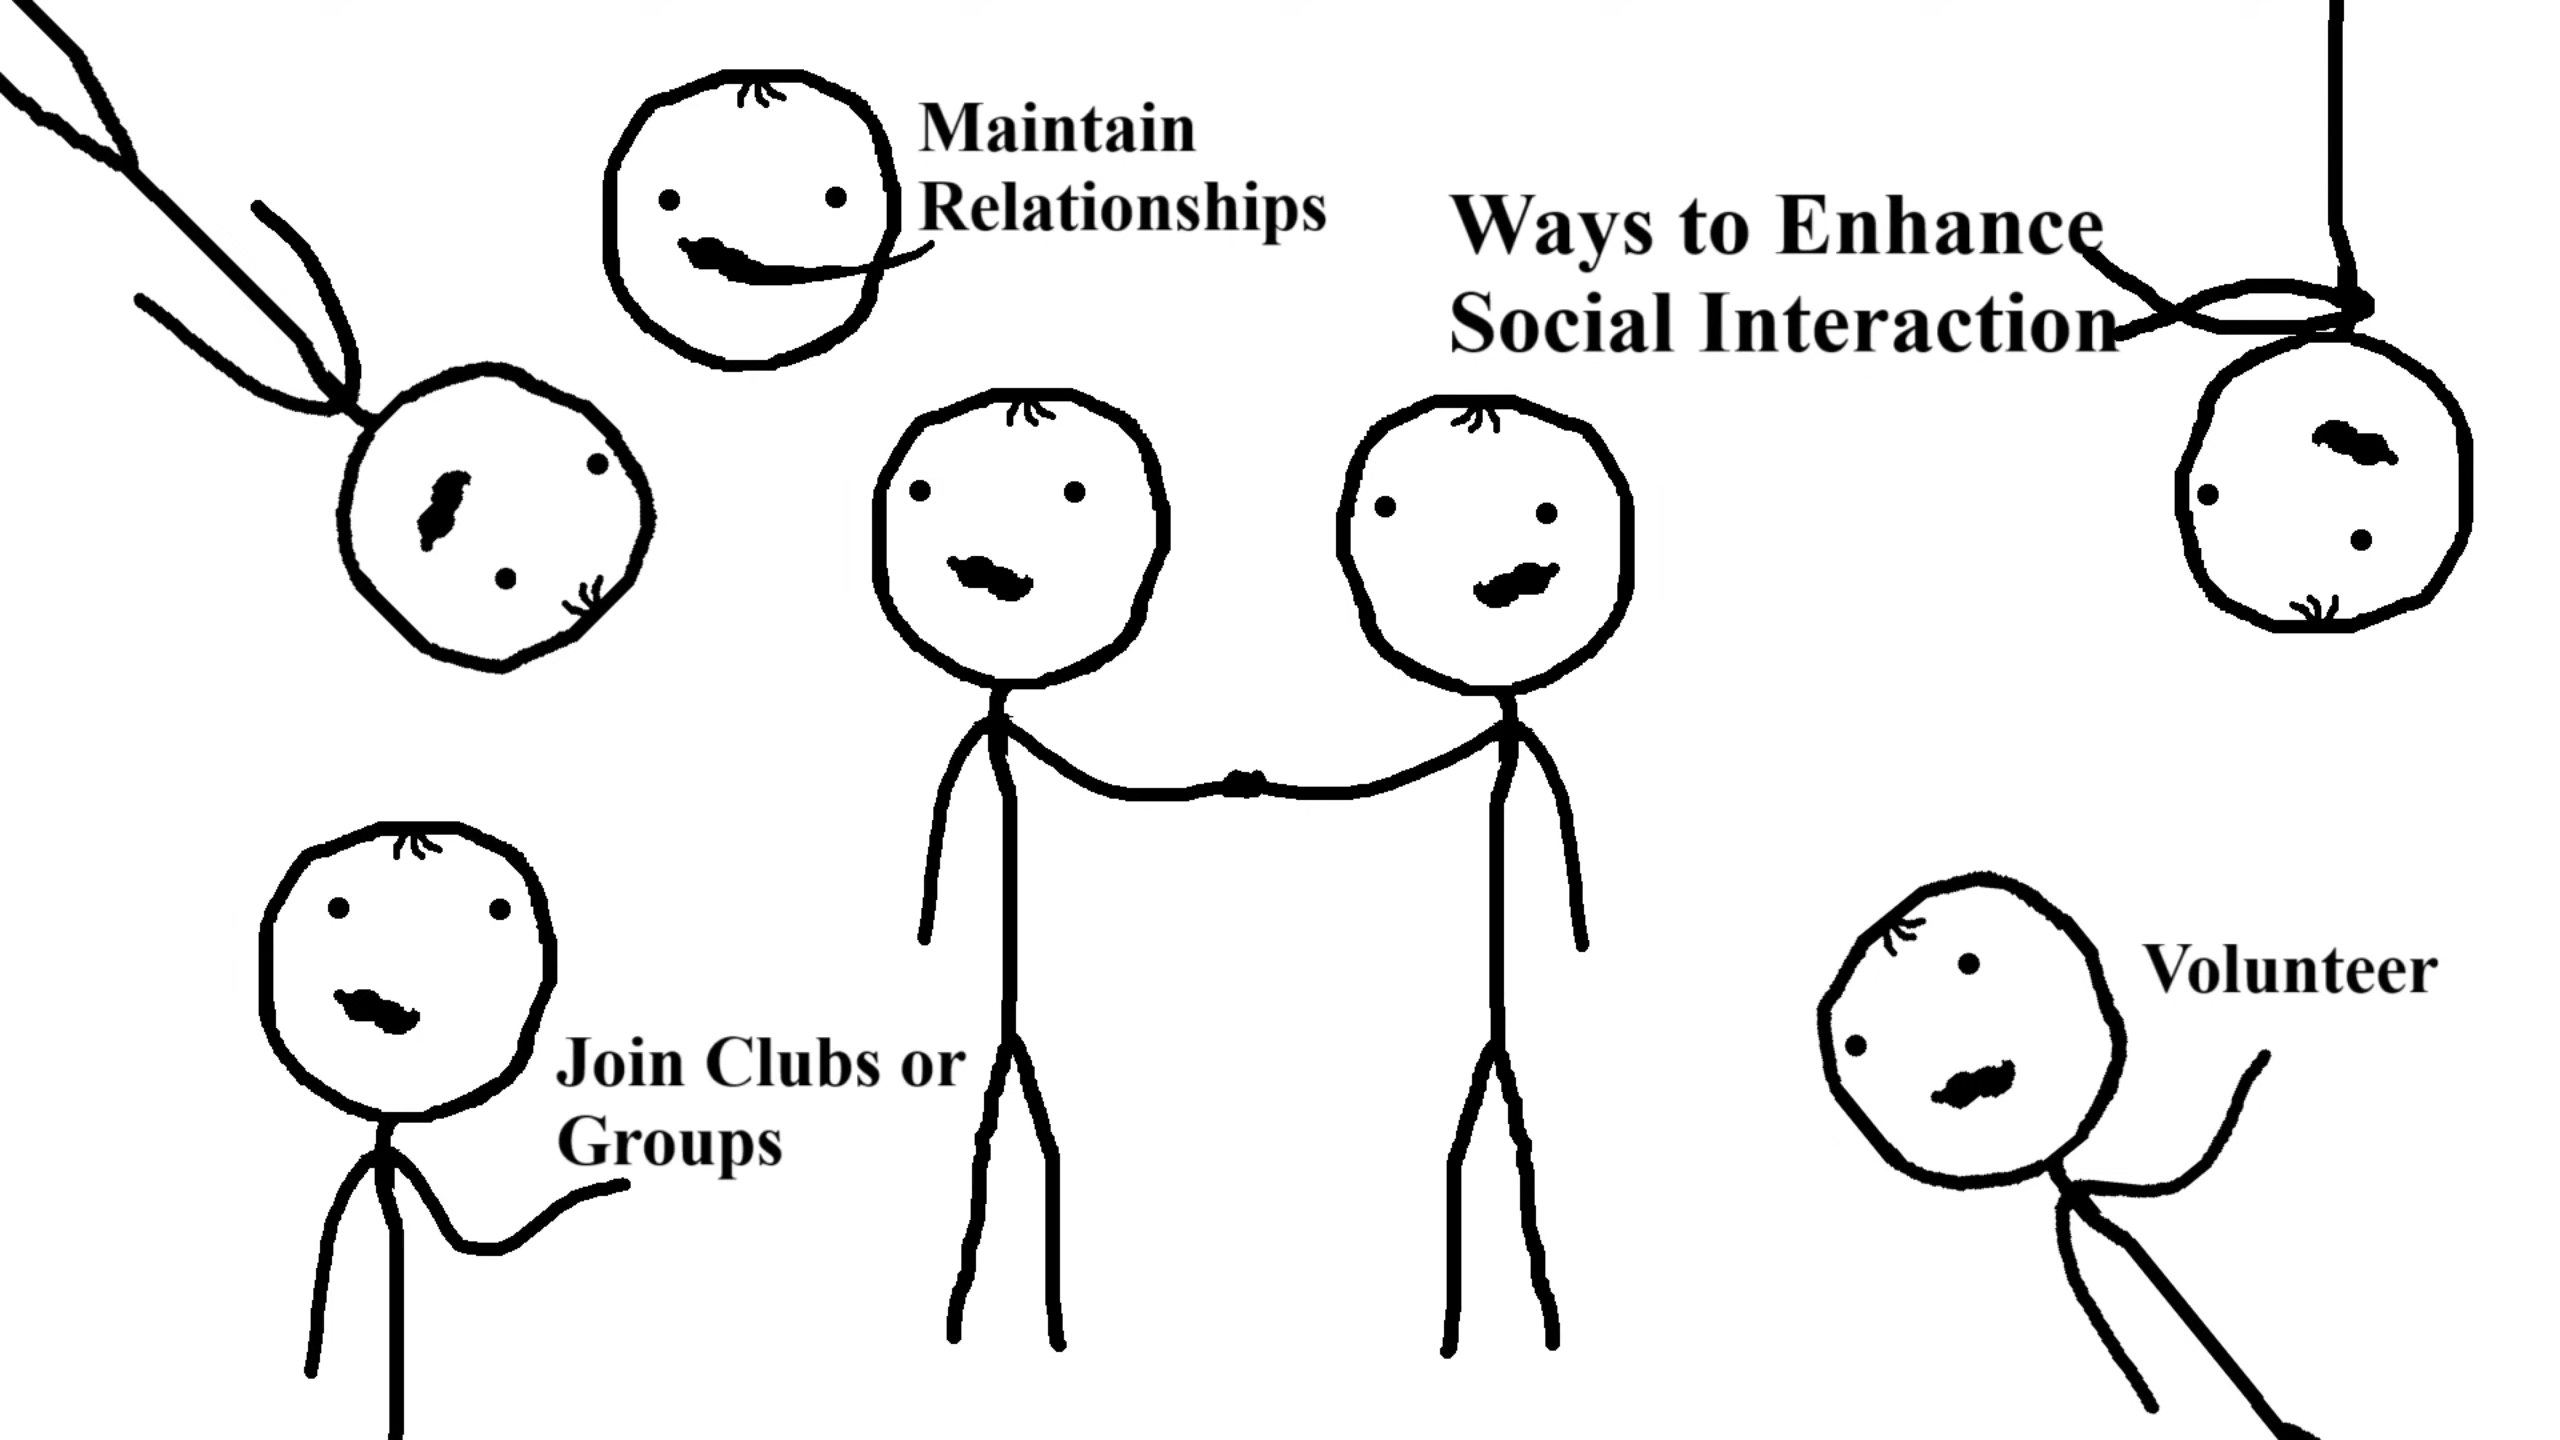 Maintain
Relationships
Ways to Enhance
Social Interaction
Join Clubs or
Groups
Volunteer